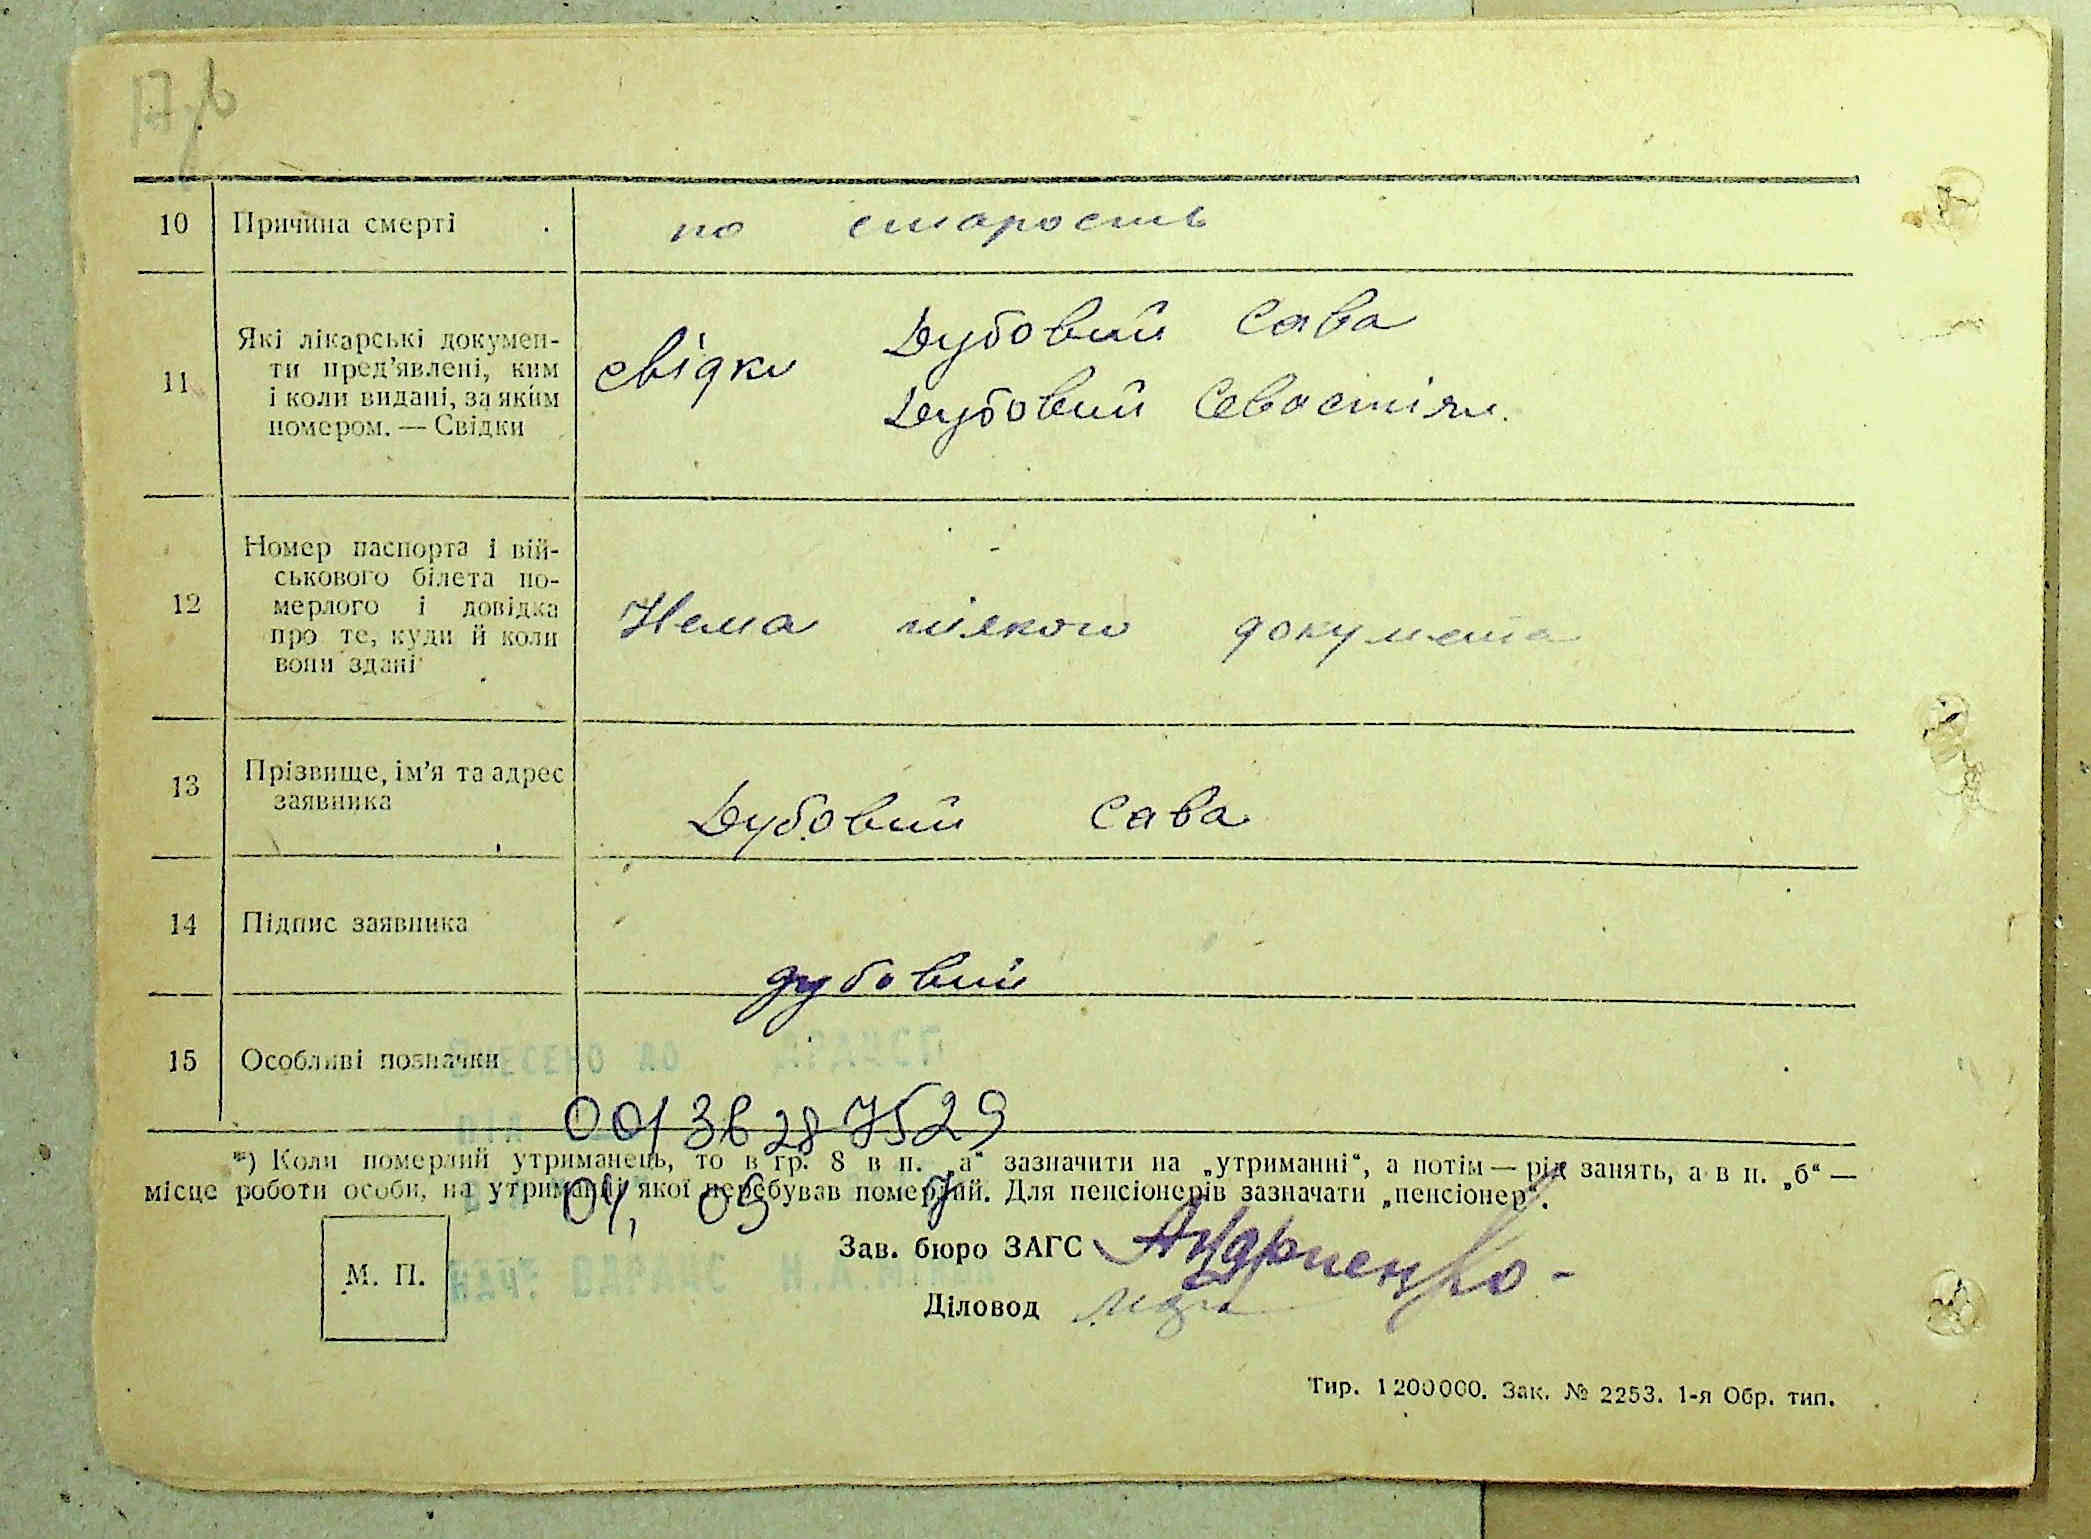 10 Причина смерті по старость
11 Які лікарські докумен-
ти пред’явлені, ким
і коли видані, за яким
номером. — Свідки
свідки Дубовий Сава
Дубовий Севостіян.
12 Номер паспорта і вій-
ськового білета по-
мерлого і довідка
про те, куди й коли
вони здані
Нема ніякого документа
13 Прізвище, ім’я та адрес
заявника
Дубовий Сава
14 Підпис заявника
дубовий
15 Особливі позначки
*) Коли померлий утриманець, то в гр. 8 в п. „а“ зазначити на „утриманні“, а потім — рід занять, а в п. „б“ —
місце роботи особи, на утриманні якої перебував померлий. Для пенсіонерів зазначати „пенсіонер“.
М. П.
Зав. бюро ЗАГС Андрієнко
Діловод
Тир. 1200000. Зак. № 2253. 1-я Обр. тип.